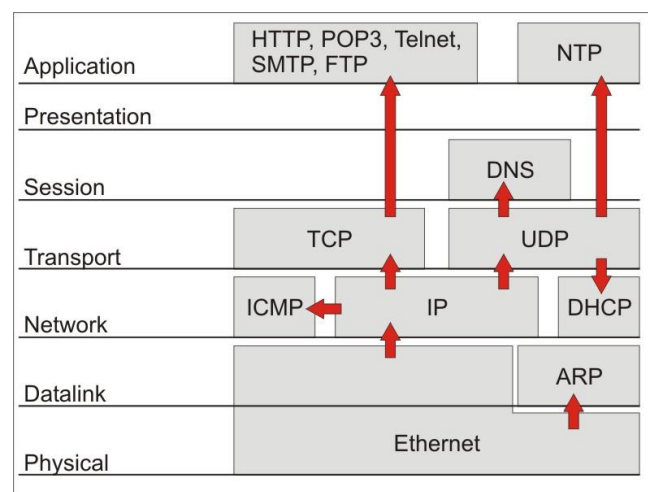 Application
HTTP, POP3, Telnet,
SMTP, FTP
NTP
Presentation
Session
DNS
Transport
TCP
UDP
Network
ICMP
IP
DHCP
Datalink
ARP
Physical
Ethernet